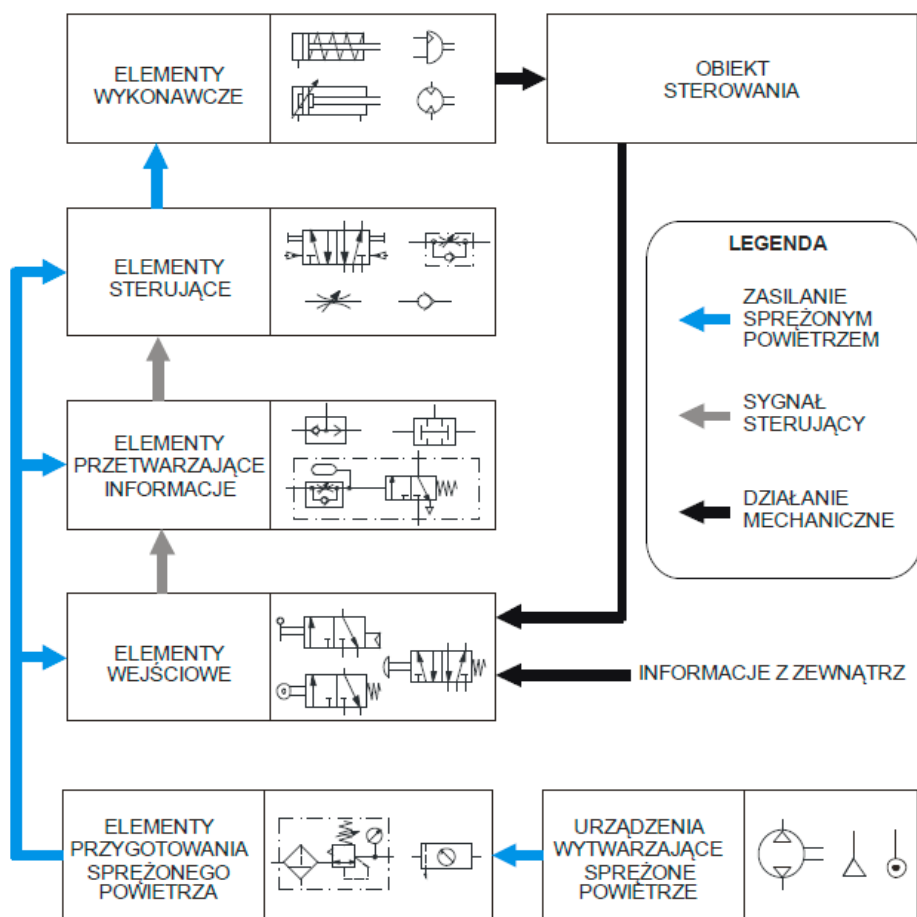 ELEMENTY
WYKONAWCZE
OBIEKT
STEROWANIA
ELEMENTY
STERUJĄCE
LEGENDA
ZASILANIE
SPRĘŻONYM
POWIETRZEM
SYGNAŁ
STERUJĄCY
DZIAŁANIE
MECHANICZNE
ELEMENTY
PRZETWARZAJĄCE
INFORMACJE
ELEMENTY
WEJŚCIOWE
INFORMACJE Z ZEWNĄTRZ
ELEMENTY
PRZYGOTOWANIA
SPRĘŻONEGO
POWIETRZA
URZĄDZENIA
WYTWARZAJĄCE
SPRĘŻONE
POWIETRZE